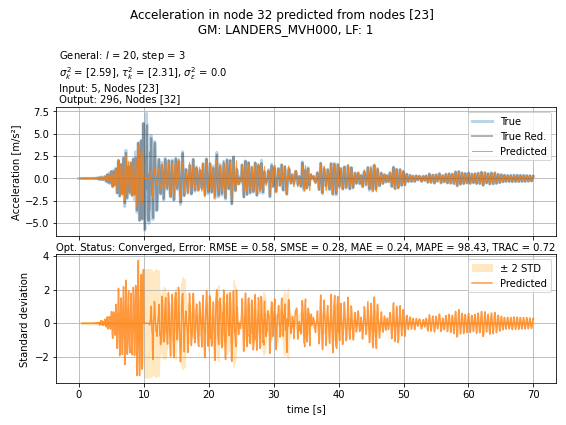 Acceleration in node 32 predicted from nodes [23]
GM: LANDERS_MVH000, LF: 1
General: l = 20, step = 3
σ²ₖ = [2.59], τ²ₖ = [2.31], σ²ε = 0.0
Input: 5, Nodes [23]
Output: 296, Nodes [32]
Acceleration [m/s²]
7.5
5.0
2.5
0.0
−2.5
−5.0
True
True Red.
Predicted
Opt. Status: Converged, Error: RMSE = 0.58, SMSE = 0.28, MAE = 0.24, MAPE = 98.43, TRAC = 0.72
Standard deviation
4
2
0
−2
± 2 STD
Predicted
0 10 20 30 40 50 60 70
time [s]